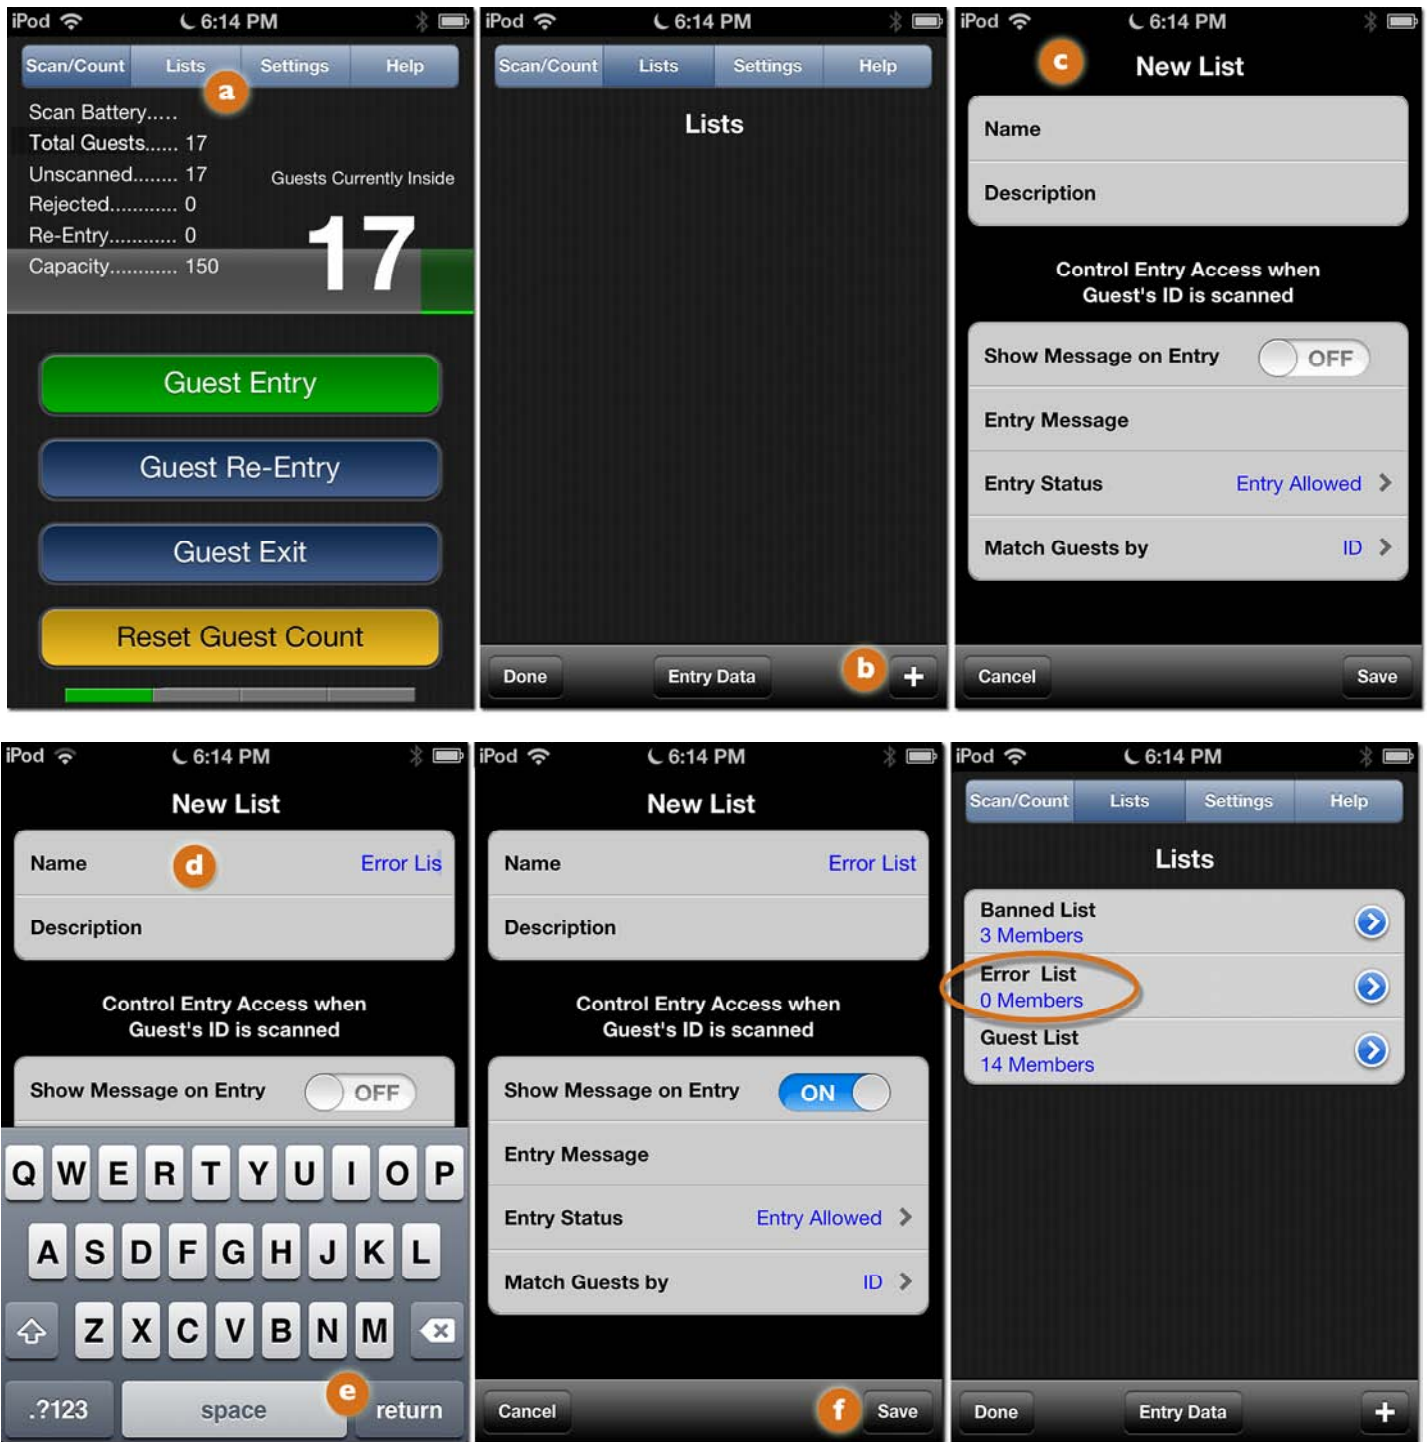 iPod 6:14 PM
Scan/Count Lists Settings Help
a
Scan Battery.....
Total Guests...... 17
Unscanned........ 17
Rejected............ 0
Re-Entry............ 0
Capacity............ 150
Guests Currently Inside
17
Guest Entry
Guest Re-Entry
Guest Exit
Reset Guest Count
iPod 6:14 PM
Scan/Count Lists Settings Help
Lists
b
Done Entry Data +
iPod 6:14 PM
c New List
Name
Description
Control Entry Access when
Guest's ID is scanned
Show Message on Entry OFF
Entry Message
Entry Status Entry Allowed
Match Guests by ID
Cancel Save
iPod 6:14 PM
New List
Name d Error Lis
Description
Control Entry Access when
Guest's ID is scanned
Show Message on Entry OFF
Q W E R T Y U I O P
A S D F G H J K L
Z X C V B N M
e
.?123 space return
iPod 6:14 PM
New List
Name Error List
Description
Control Entry Access when
Guest's ID is scanned
Show Message on Entry ON
Entry Message
Entry Status Entry Allowed
Match Guests by ID
Cancel f Save
iPod 6:14 PM
Scan/Count Lists Settings Help
Lists
Banned List
3 Members
Error List
0 Members
Guest List
14 Members
Done Entry Data +